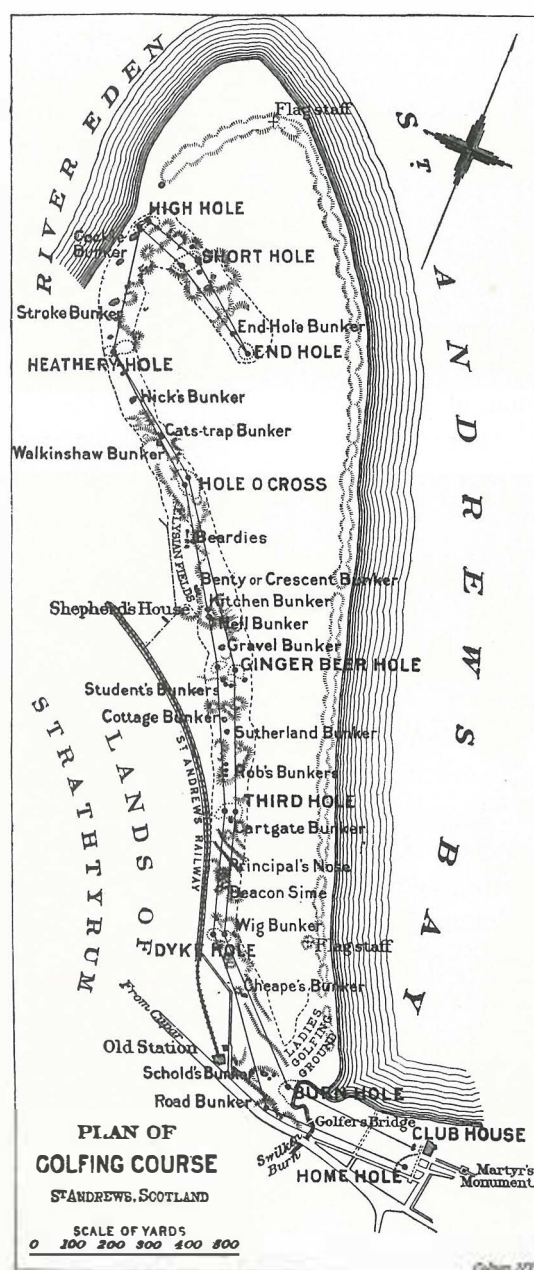 RIVER EDEN
Flagstaff
ST. ANDREWS BAY
HIGH HOLE
Cockle
Bunker
SHORT HOLE
Stroke Bunker
End Hole Bunker
END HOLE
HEATHERY HOLE
Hick's Bunker
Cats-trap Bunker
Walkinshaw Bunker
HOLE O CROSS
ELYSIAN FIELDS
Beardies
Benty or Crescent Bunker
Shepherd's House
Kitchen Bunker
Hell Bunker
Gravel Bunker
GINGER BEER HOLE
Student's Bunkers
Cottage Bunker
Sutherland Bunker
STRATHTYRUM
LANDS OF
ST ANDREWS RAILWAY
Rob's Bunkers
THIRD HOLE
Cartgate Bunker
Principal's Nose
Deacon Sime
Wig Bunker
DYKE HOLE
Flagstaff
From Cupar
Cheape's Bunker
LADIES
GOLFING
GROUND
Old Station
Schold's Bunker
BURN HOLE
Road Bunker
Golfers Bridge
CLUB HOUSE
Swilken
Burn
HOME HOLE
Martyr's
Monument
PLAN OF
GOLFING COURSE
ST ANDREWS, SCOTLAND
SCALE OF YARDS
0 100 200 300 400 500